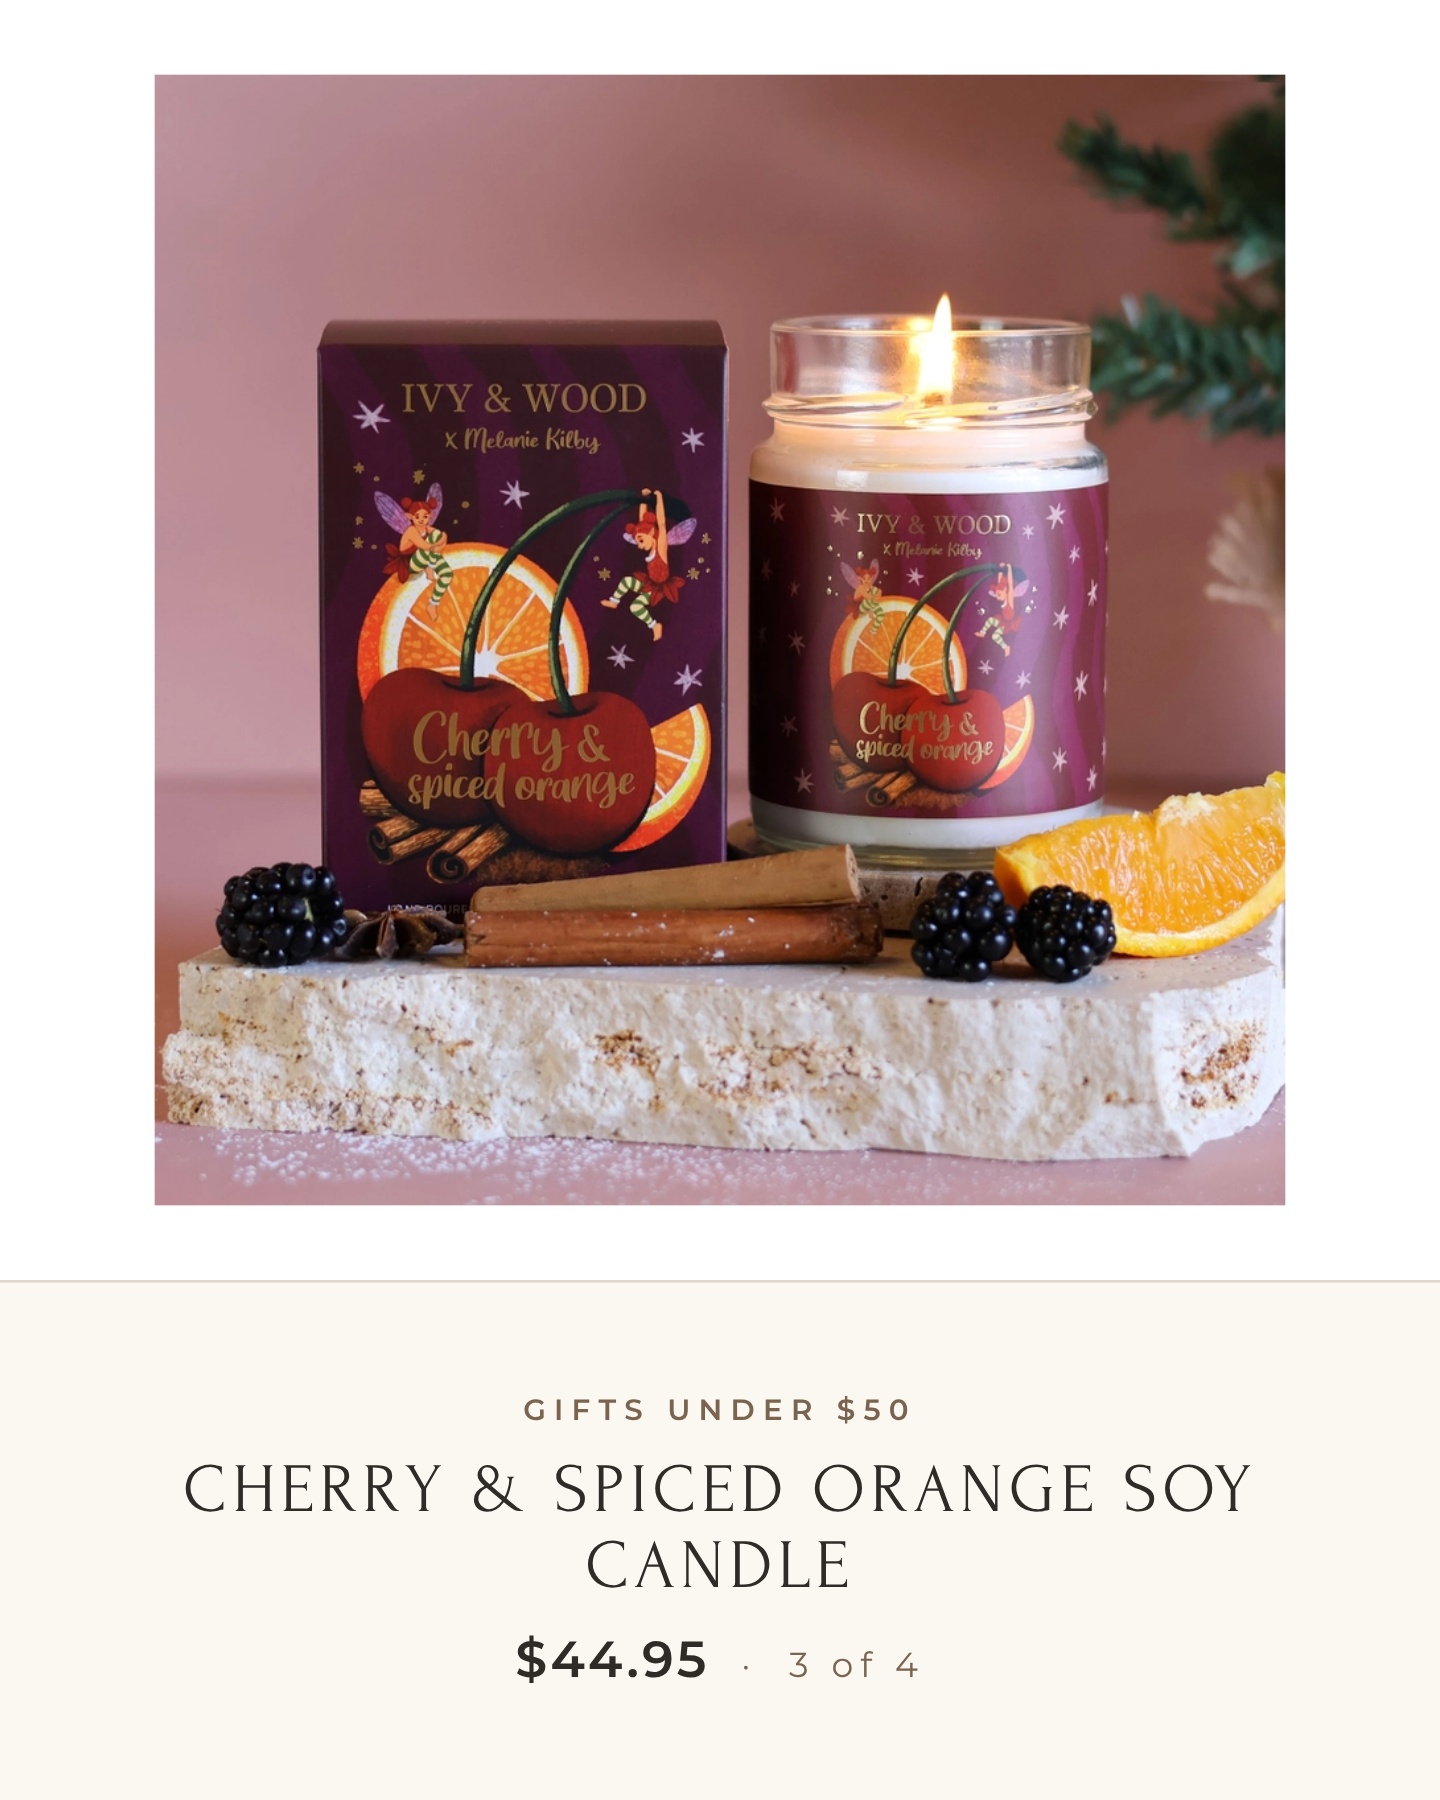 IVY & WOOD
x Melanie Kilby
Cherry &
spiced orange
IVY & WOOD
x Melanie Kilby
Cherry &
spiced orange
GIFTS UNDER $50
CHERRY & SPICED ORANGE SOY
CANDLE
$44.95 · 3 of 4